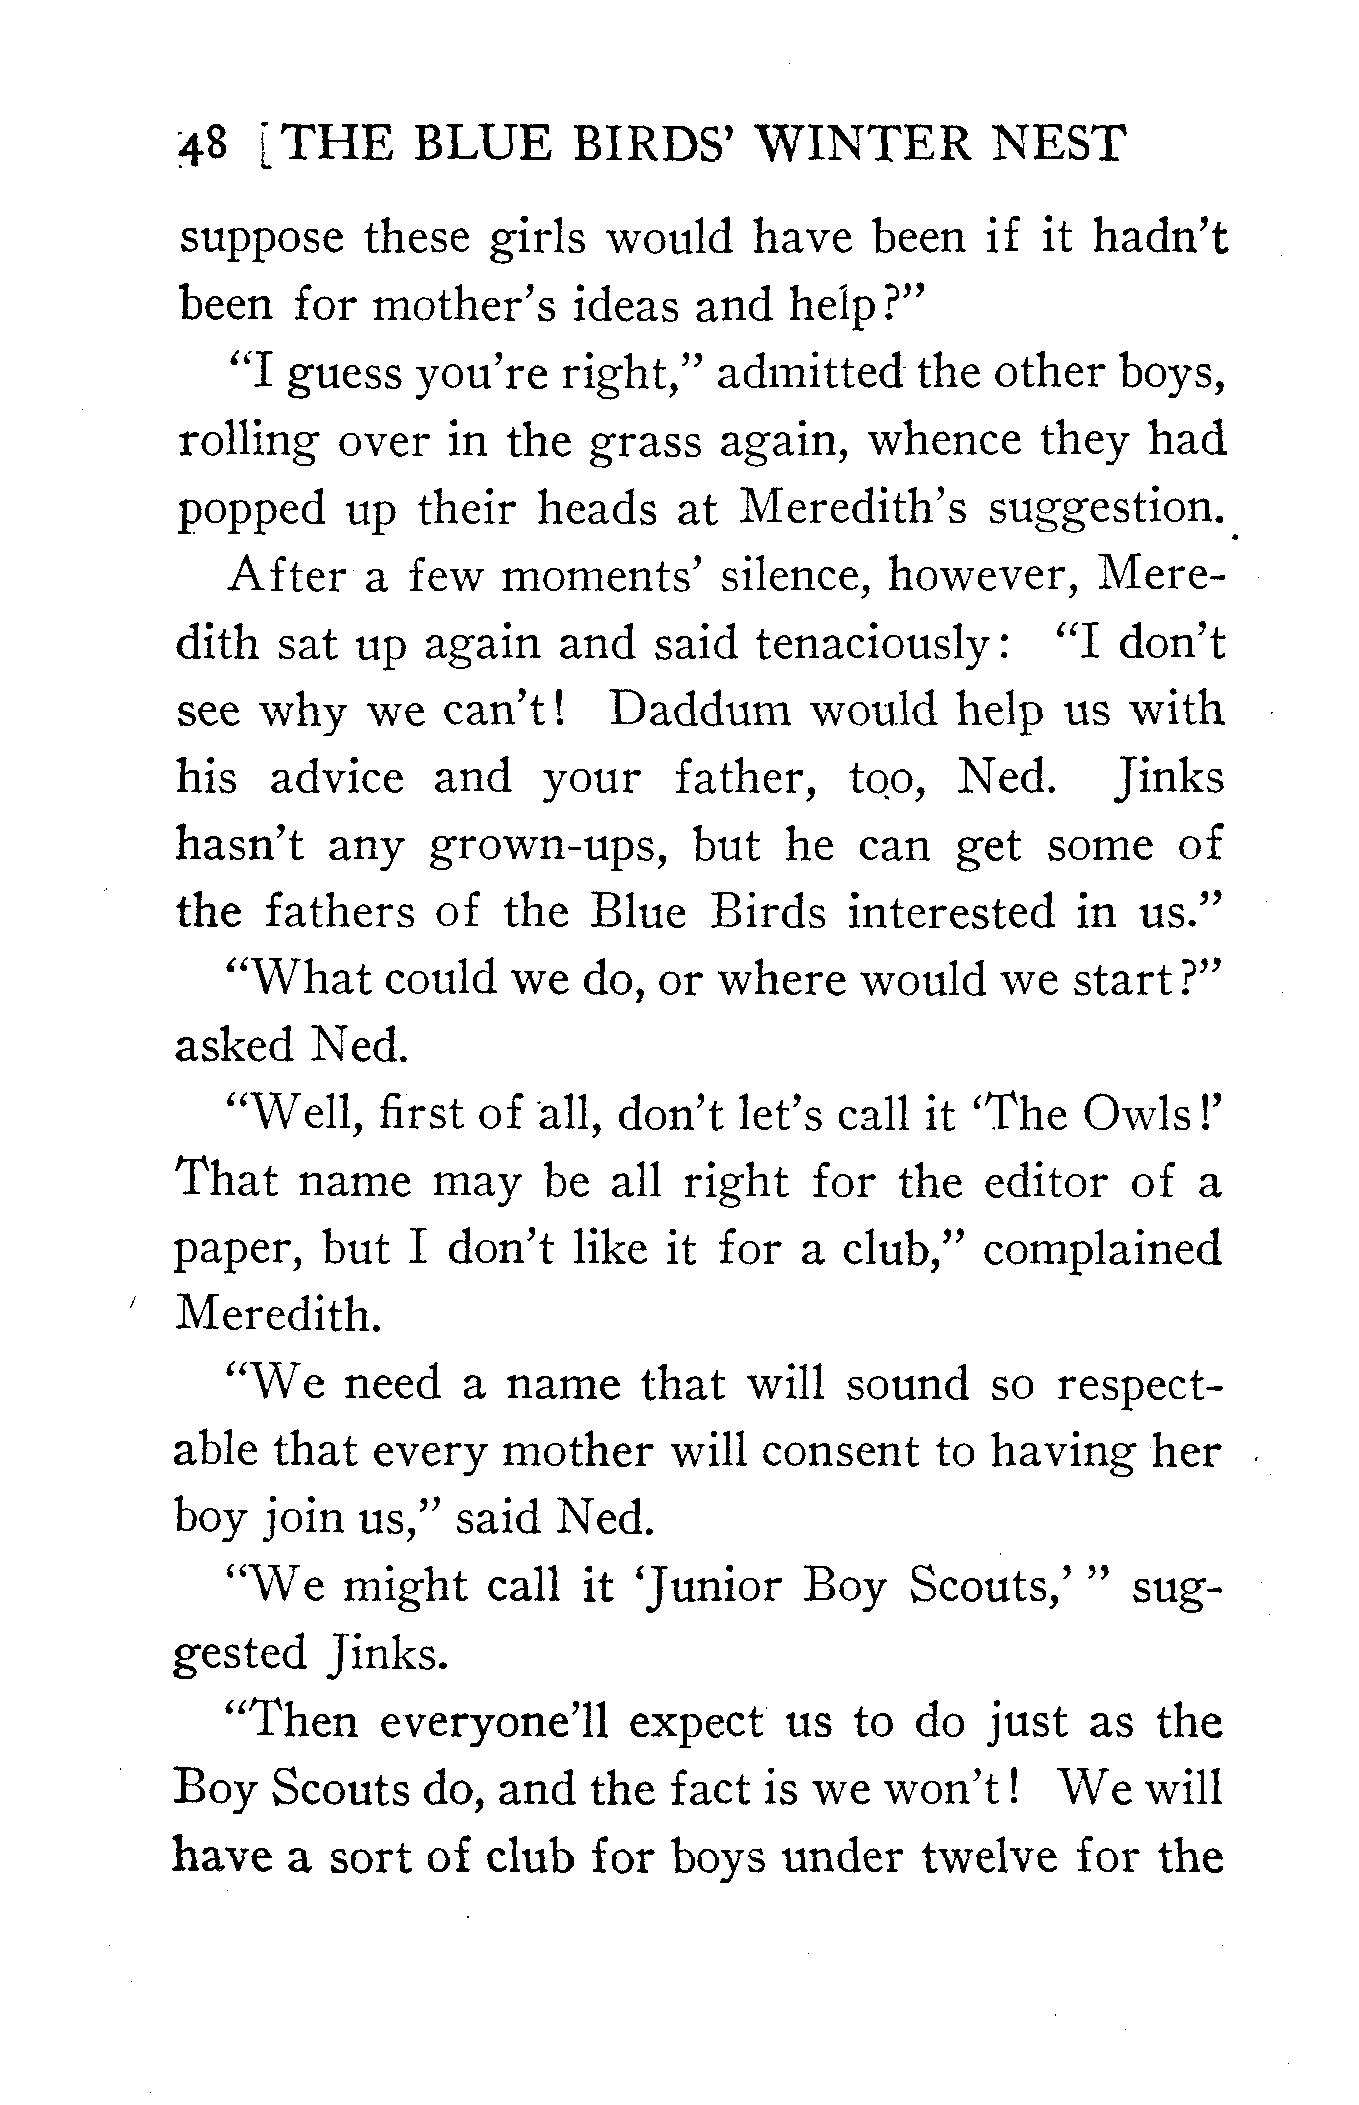 48 [THE BLUE BIRDS' WINTER NEST
suppose these girls would have been if it hadn't
been for mother's ideas and help?"
"I guess you're right," admitted the other boys,
rolling over in the grass again, whence they had
popped up their heads at Meredith's suggestion.
After a few moments' silence, however, Mere-
dith sat up again and said tenaciously: "I don't
see why we can't! Daddum would help us with
his advice and your father, too, Ned. Jinks
hasn't any grown-ups, but he can get some of
the fathers of the Blue Birds interested in us."
"What could we do, or where would we start?"
asked Ned.
"Well, first of all, don't let's call it 'The Owls!'
That name may be all right for the editor of a
paper, but I don't like it for a club," complained
Meredith.
"We need a name that will sound so respect-
able that every mother will consent to having her
boy join us," said Ned.
"We might call it 'Junior Boy Scouts,' " sug-
gested Jinks.
"Then everyone'll expect us to do just as the
Boy Scouts do, and the fact is we won't! We will
have a sort of club for boys under twelve for the